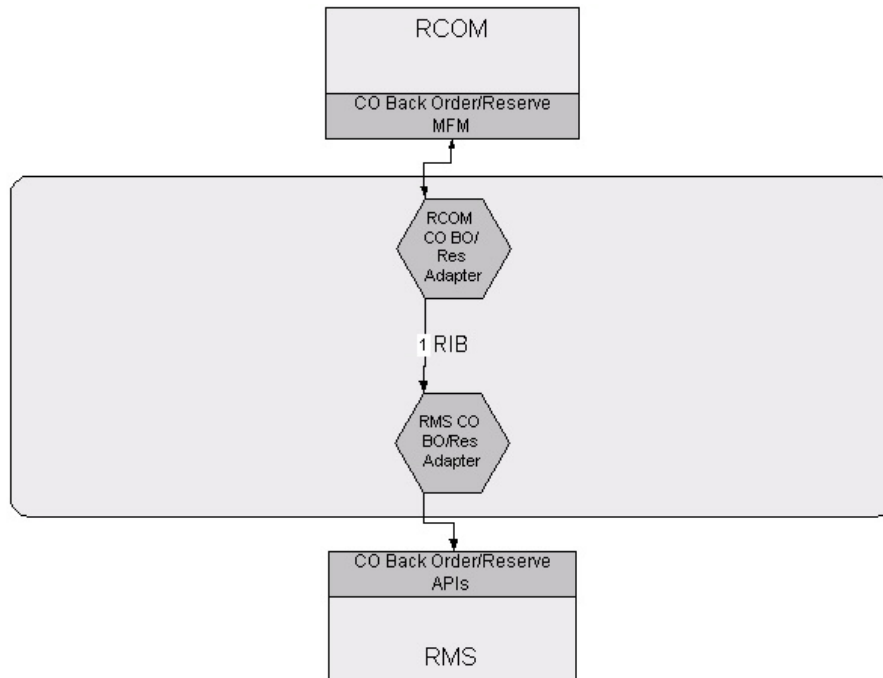 RCOM
CO Back Order/Reserve
MFM
RCOM
CO BO/
Res
Adapter
1 RIB
RMS CO
BO/Res
Adapter
CO Back Order/Reserve
APIs
RMS